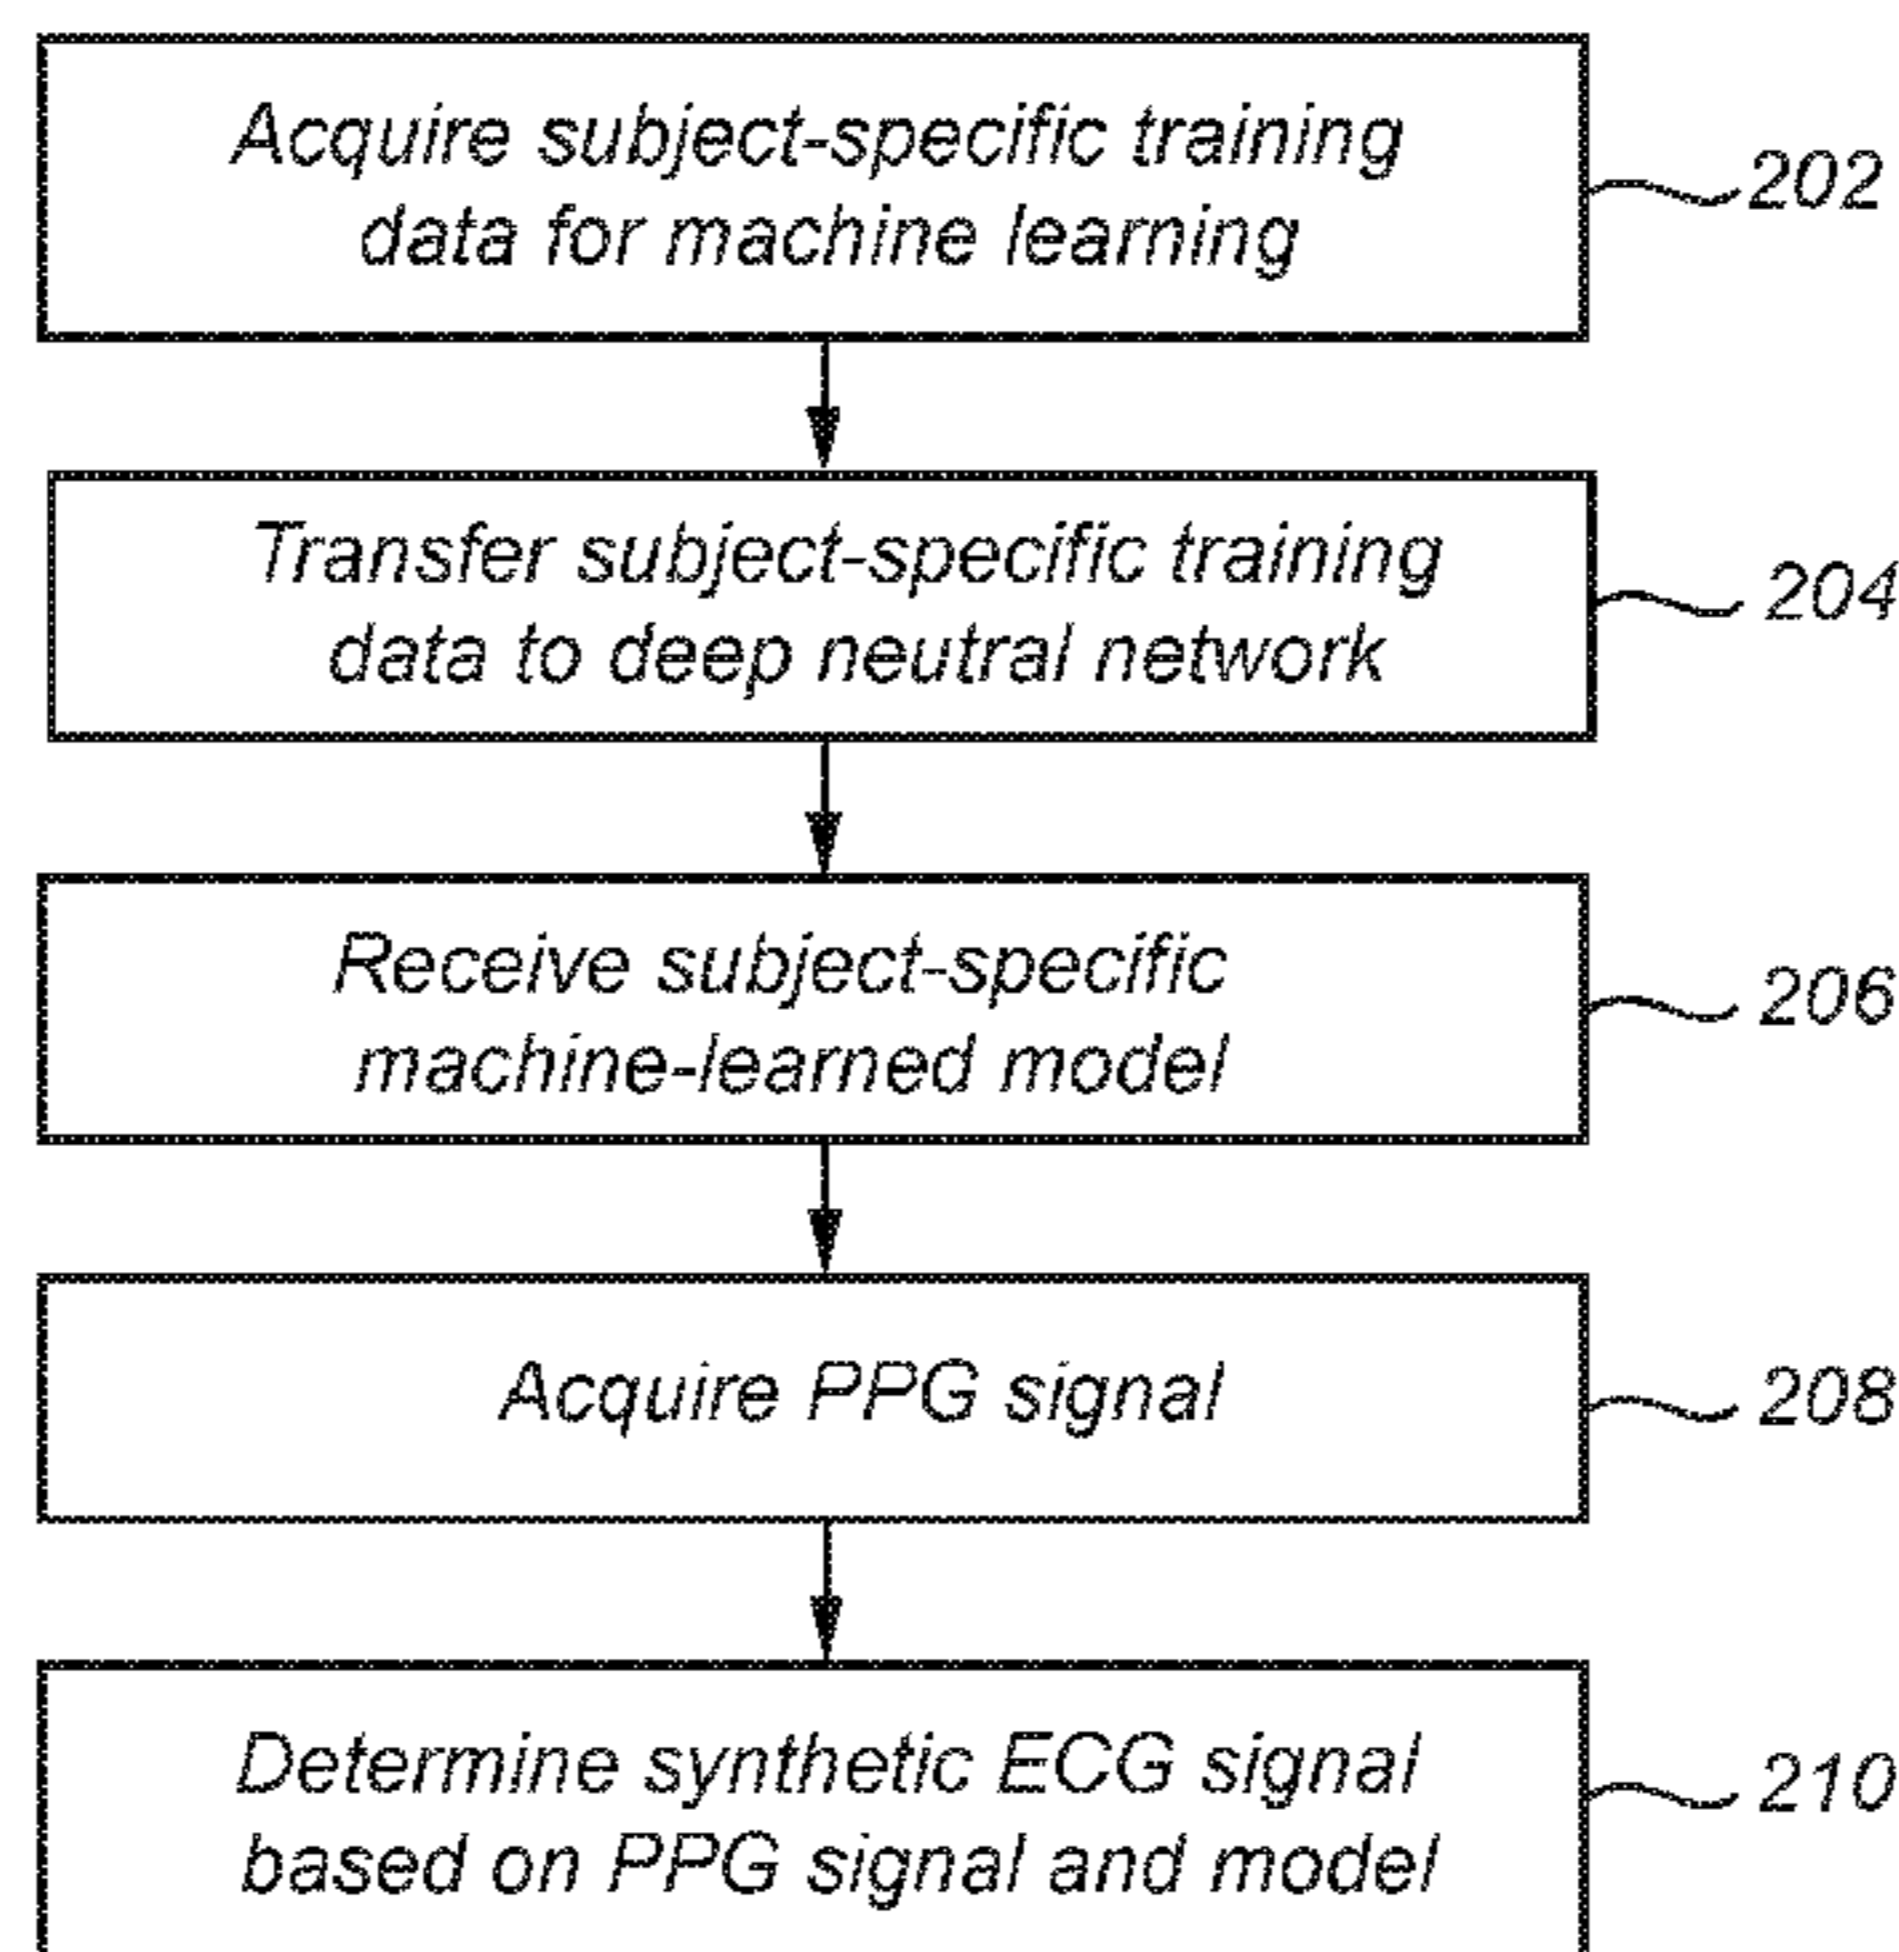 Acquire subject-specific training
data for machine learning
202
Transfer subject-specific training
data to deep neutral network
204
Receive subject-specific
machine-learned model
206
Acquire PPG signal
208
Determine synthetic ECG signal
based on PPG signal and model
210